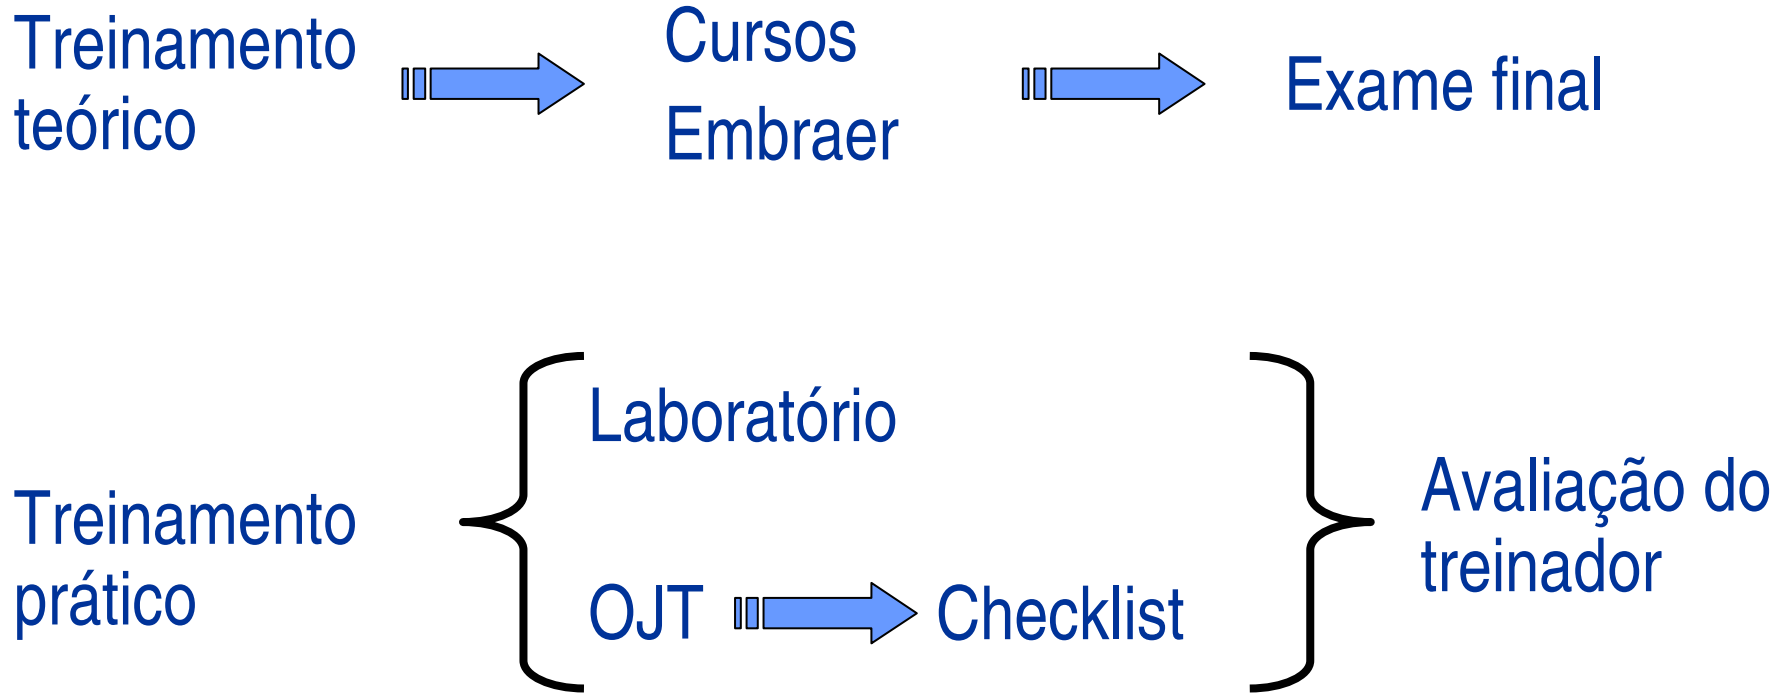 Treinamento
teórico
Cursos
Embraer
Exame final
Treinamento
prático
Laboratório
OJT
Checklist
Avaliação do
treinador